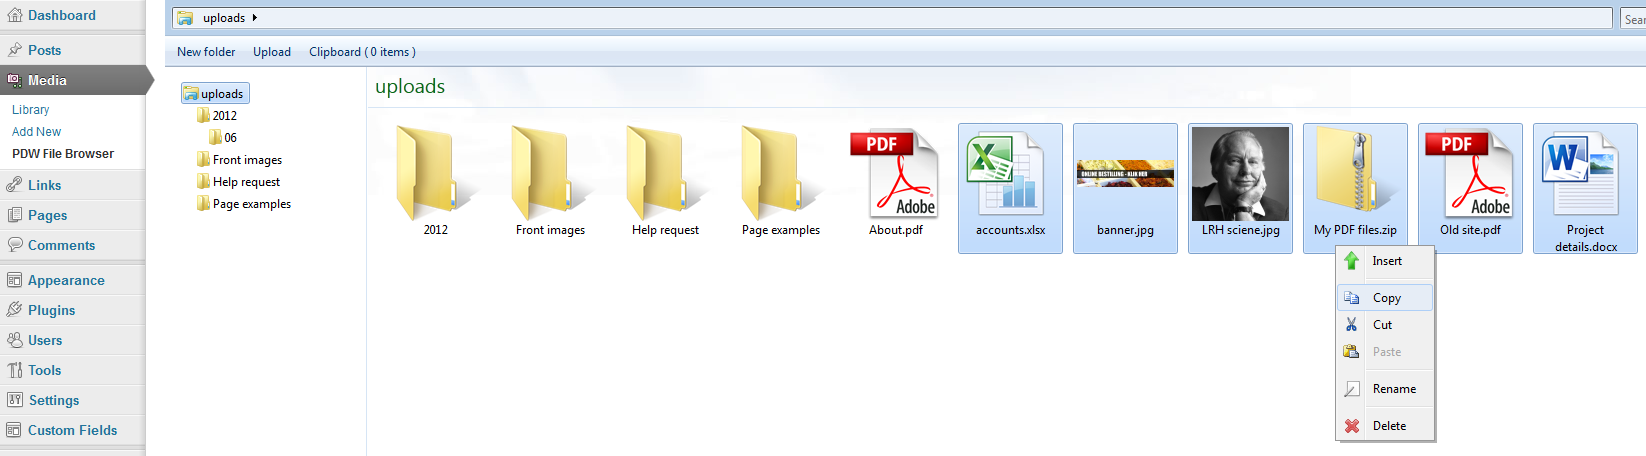 Dashboard
Posts
Media
Library
Add New
PDW File Browser
Links
Pages
Comments
Appearance
Plugins
Users
Tools
Settings
Custom Fields
uploads
Sear
New folder Upload Clipboard ( 0 items )
uploads
2012
06
Front images
Help request
Page examples
uploads
PDF
Adobe
ONLINE BESTELLING - KLIK HER
PDF
Adobe
2012 Front images Help request Page examples About.pdf accounts.xlsx banner.jpg LRH sciene.jpg My PDF files.zip Old site.pdf Project
details.docx
Insert
Copy
Cut
Paste
Rename
Delete